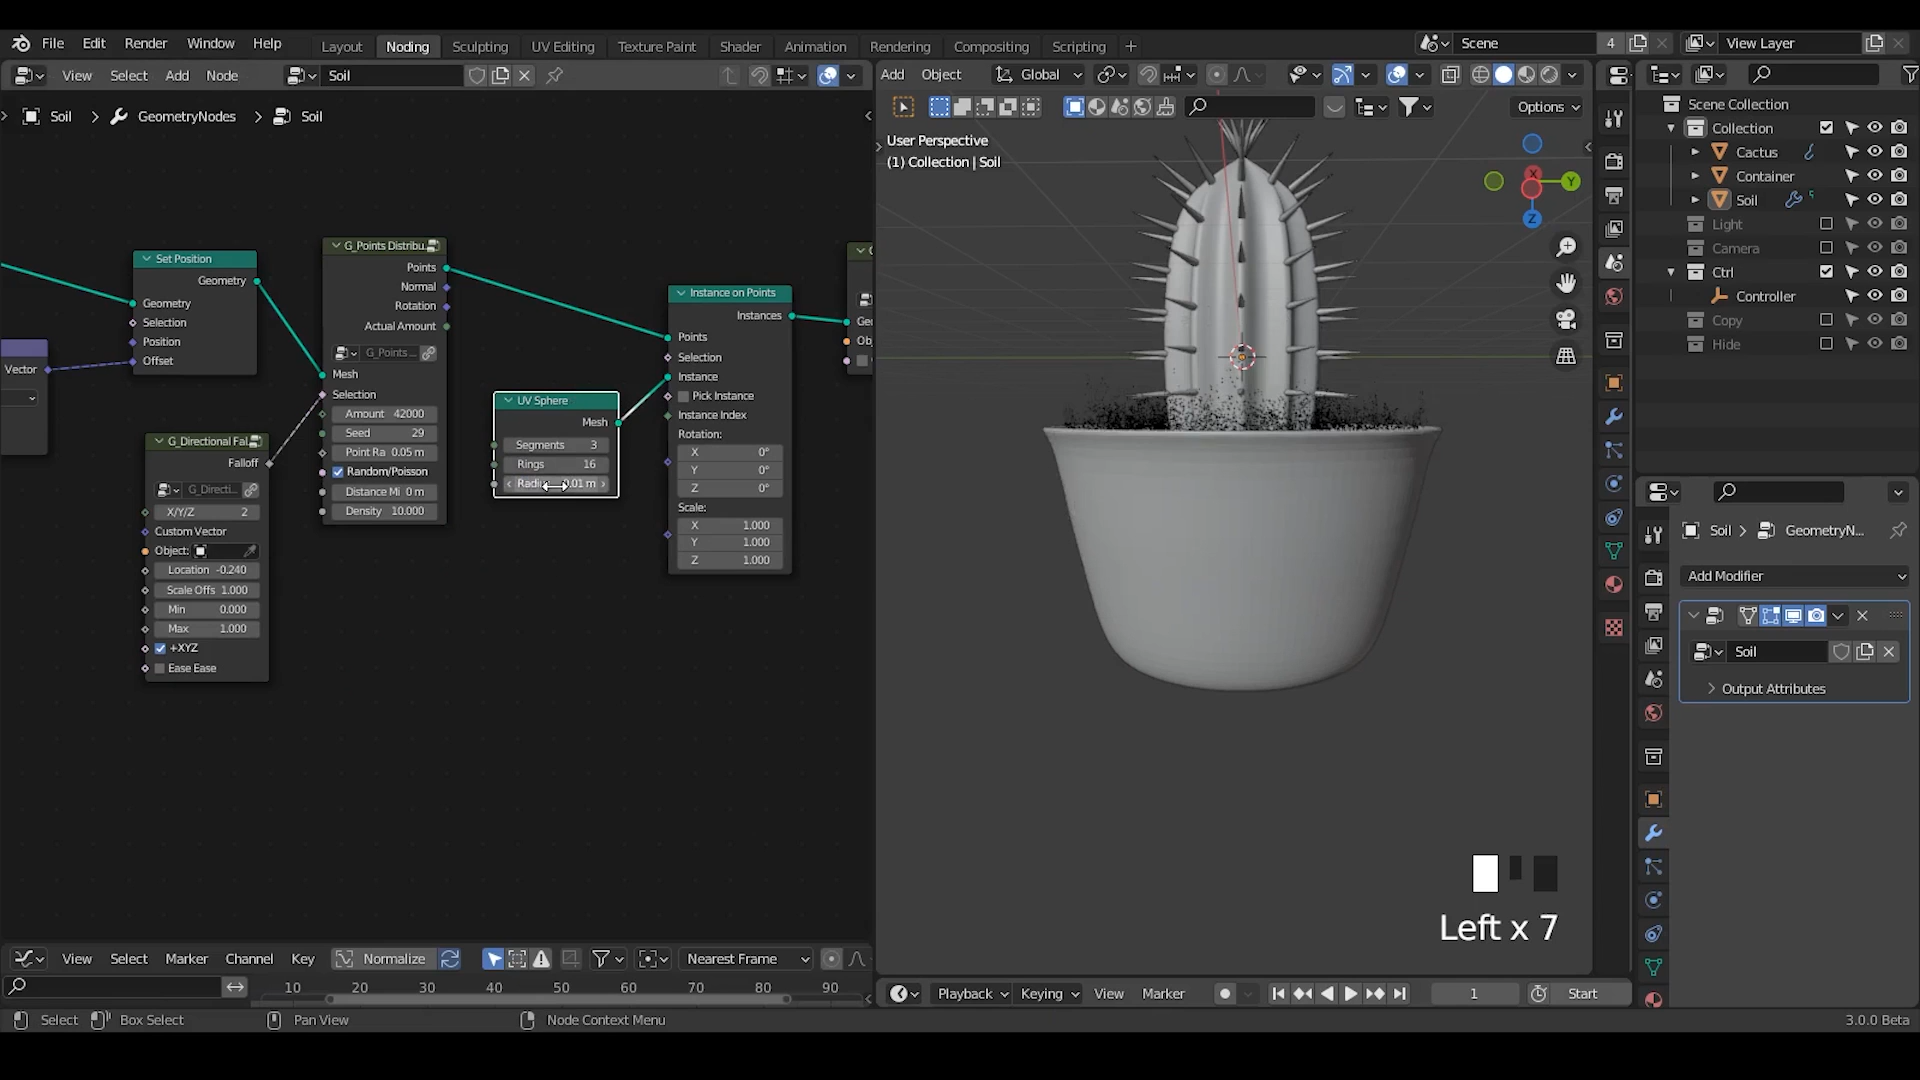 File Edit Render Window Help Layout Noding Sculpting UV Editing Texture Paint Shader Animation Rendering Compositing Scripting + Scene 4 View Layer
View Select Add Node Soil Add Object Global
Options
Soil > GeometryNodes > Soil
User Perspective
(1) Collection | Soil
Scene Collection
Collection
Cactus
Container
Soil
Light
Camera
Ctrl
Controller
Copy
Hide
Set Position
Geometry
Geometry
Selection
Position
Offset
Vector
G_Points Distribu..
Points
Normal
Rotation
Actual Amount
G_Points ...
Mesh
Selection
Amount 42000
Seed 29
Point Ra 0.05 m
Random/Poisson
Distance Mi 0 m
Density 10.000
G_Directional Fal..
Falloff
G_Directi...
X/Y/Z 2
Custom Vector
Object:
Location -0.240
Scale Offs 1.000
Min 0.000
Max 1.000
+XYZ
Ease Ease
UV Sphere
Mesh
Segments 3
Rings 16
Instance on Points
Instances
Points
Selection
Instance
Pick Instance
Instance Index
Rotation:
X 0°
Y 0°
Z 0°
Scale:
X 1.000
Y 1.000
Z 1.000
X
Y
Z
Soil > GeometryN...
Add Modifier
Soil
Output Attributes
Left x 7
View Select Marker Channel Key Normalize Nearest Frame
10 20 30 40 50 60 70 80 90
Playback Keying View Marker 1 Start
Select Box Select Pan View Node Context Menu 3.0.0 Beta